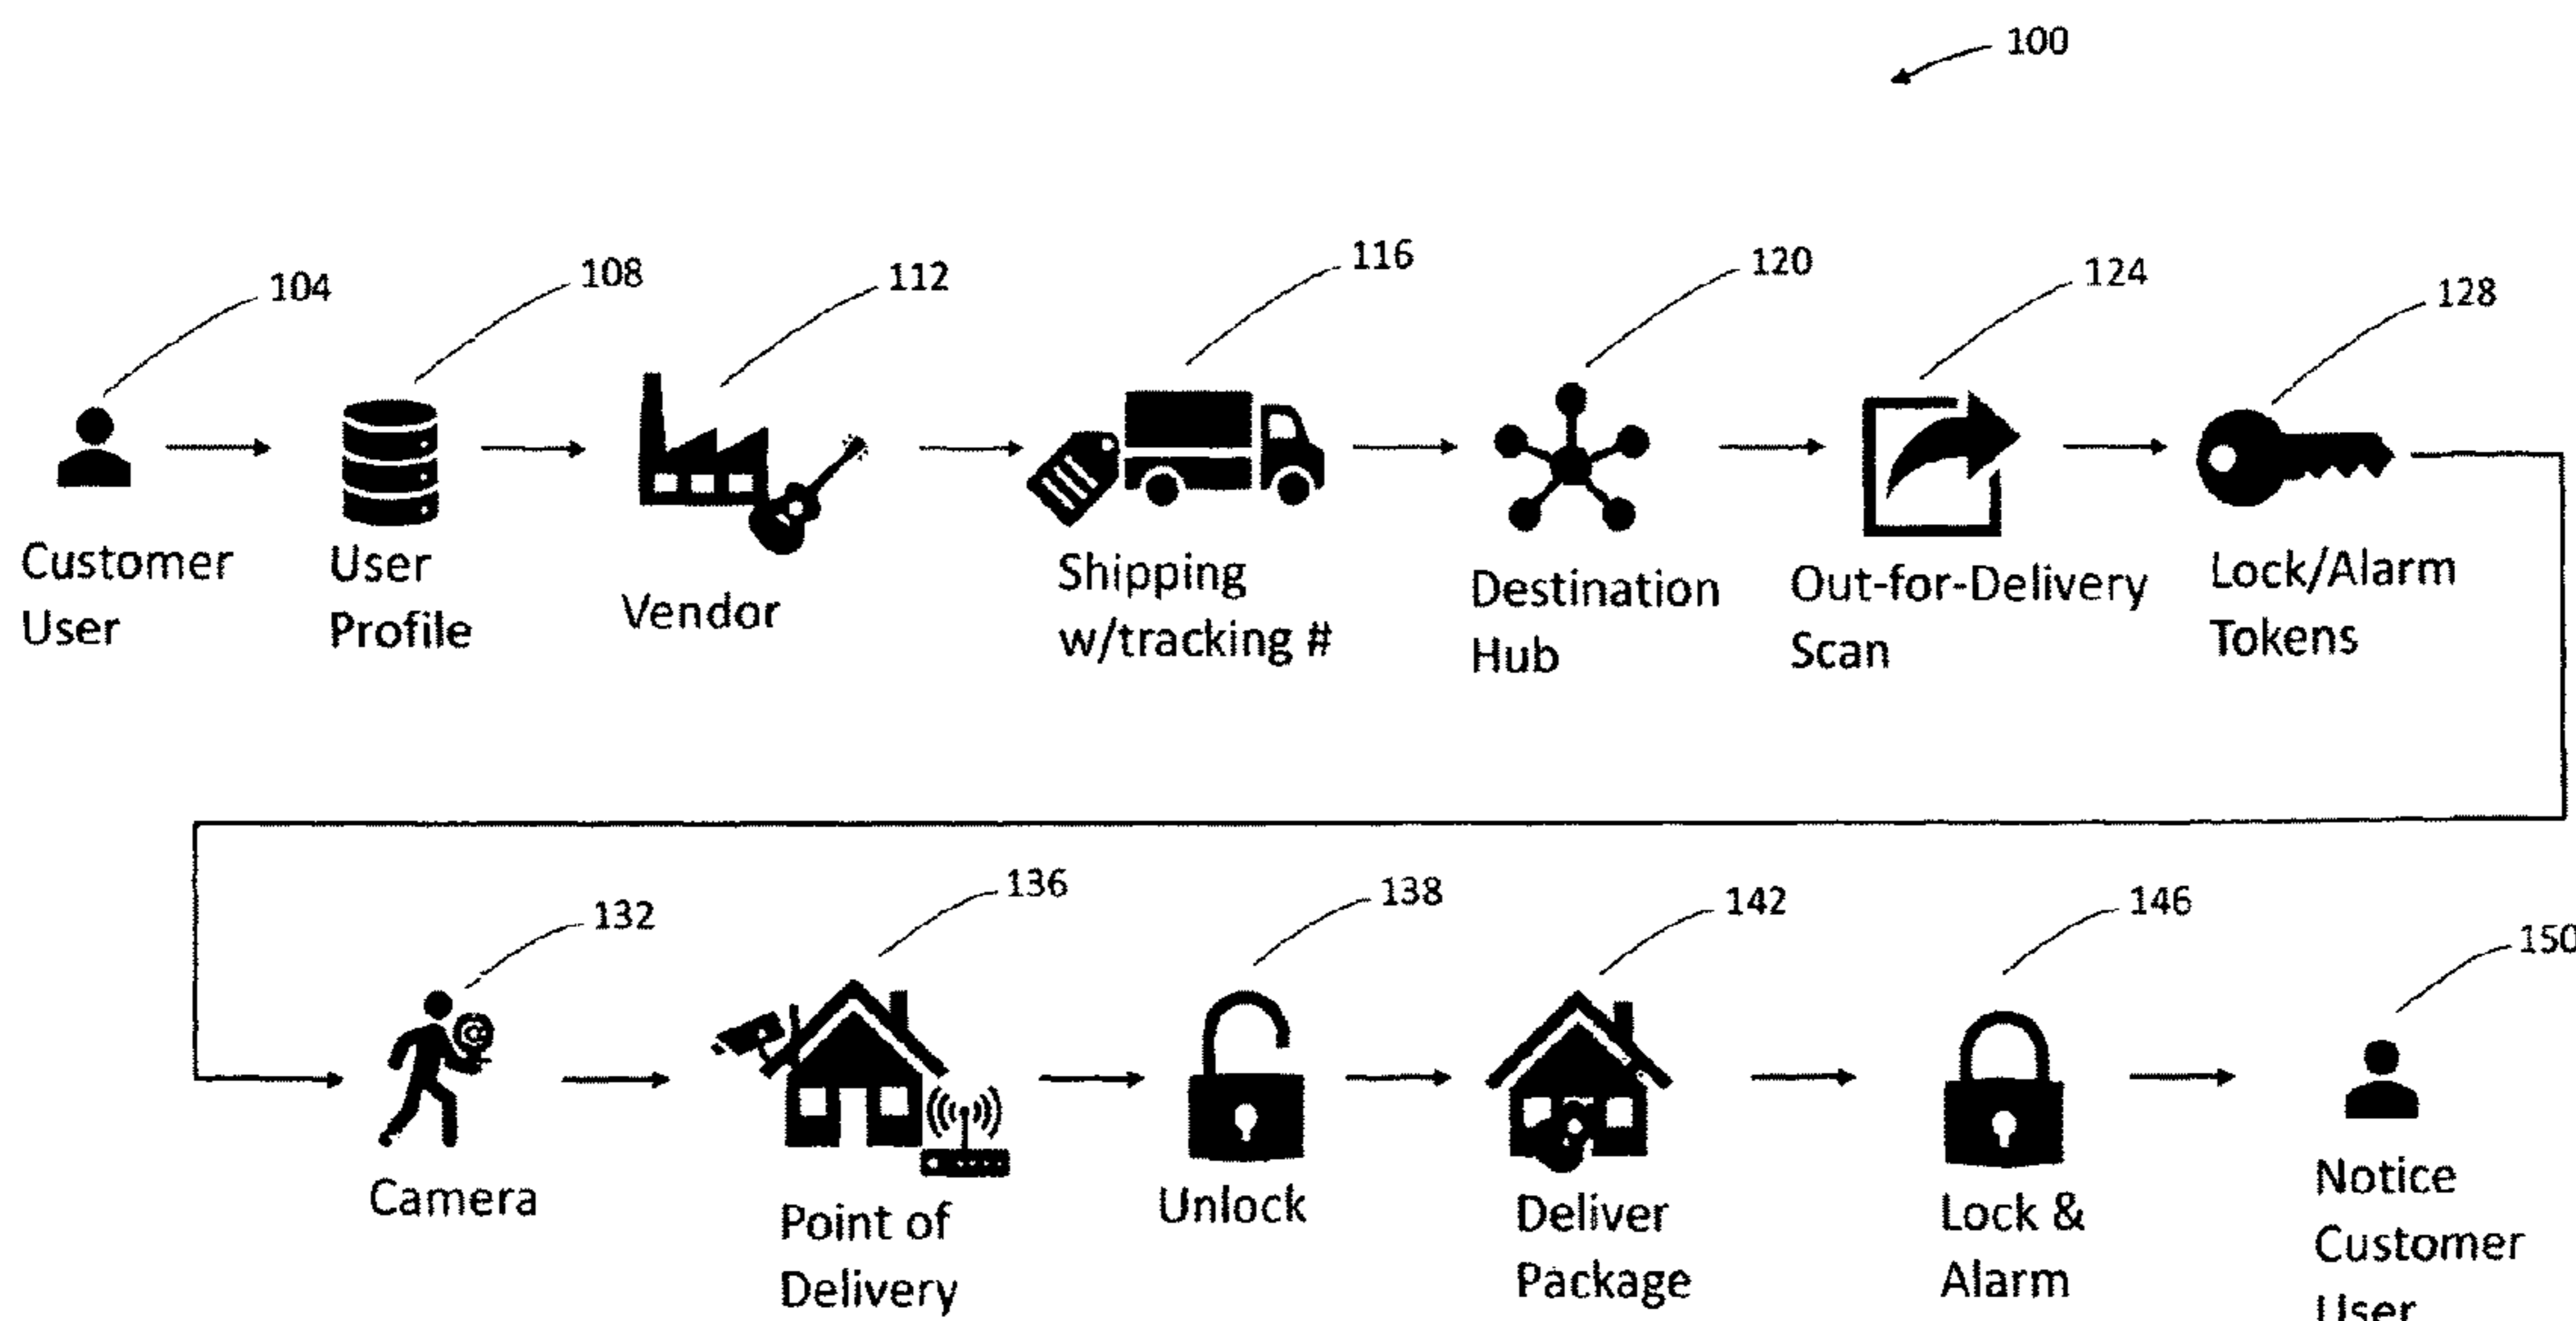 100
104
108
112
116
120
124
128
Customer
User
User
Profile
Vendor
Shipping
w/tracking #
Destination
Hub
Out-for-Delivery
Scan
Lock/Alarm
Tokens
132
136
138
142
146
150
Camera
Point of
Delivery
Unlock
Deliver
Package
Lock &
Alarm
Notice
Customer
User